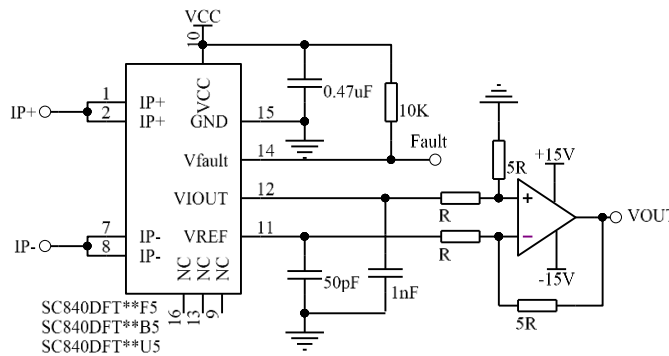 VCC
10
VCC
0.47uF
10K
IP+
1
IP+
2
IP+
GND
15
Fault
Vfault
14
5R
+15V
VIOUT
12
R
+
VOUT
VREF
11
R
-
IP-
7
IP-
8
IP-
NC
NC
NC
50pF
1nF
-15V
5R
16
13
9
SC840DFT**F5
SC840DFT**B5
SC840DFT**U5